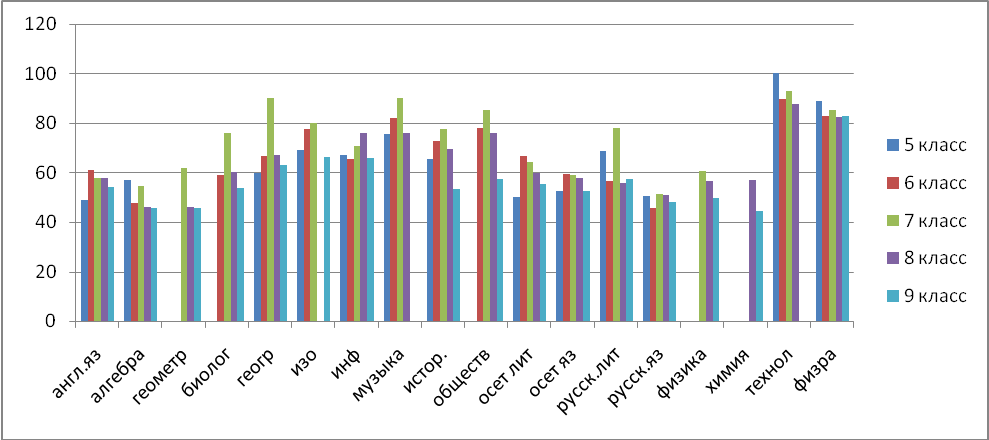 120
100
80
60
40
20
0
англ.яз
алгебра
геометр
биолог
геогр
изо
инф
музыка
истор.
обществ
осет лит
осет яз
русск.лит
русск.яз
физика
химия
технол
физра
5 класс
6 класс
7 класс
8 класс
9 класс